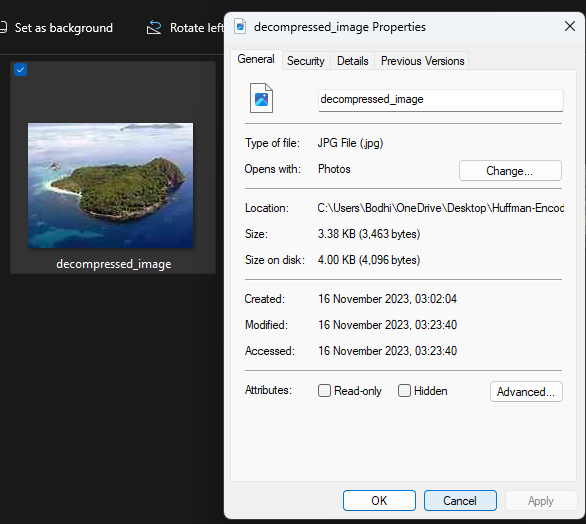 Set as background
Rotate left
decompressed_image
decompressed_image Properties
General
Security
Details
Previous Versions
decompressed_image
Type of file:
JPG File (.jpg)
Opens with:
Photos
Change...
Location:
C:\Users\Bodhi\OneDrive\Desktop\Huffman-Encod
Size:
3.38 KB (3,463 bytes)
Size on disk:
4.00 KB (4,096 bytes)
Created:
16 November 2023, 03:02:04
Modified:
16 November 2023, 03:23:40
Accessed:
16 November 2023, 03:23:40
Attributes:
Read-only
Hidden
Advanced...
OK
Cancel
Apply